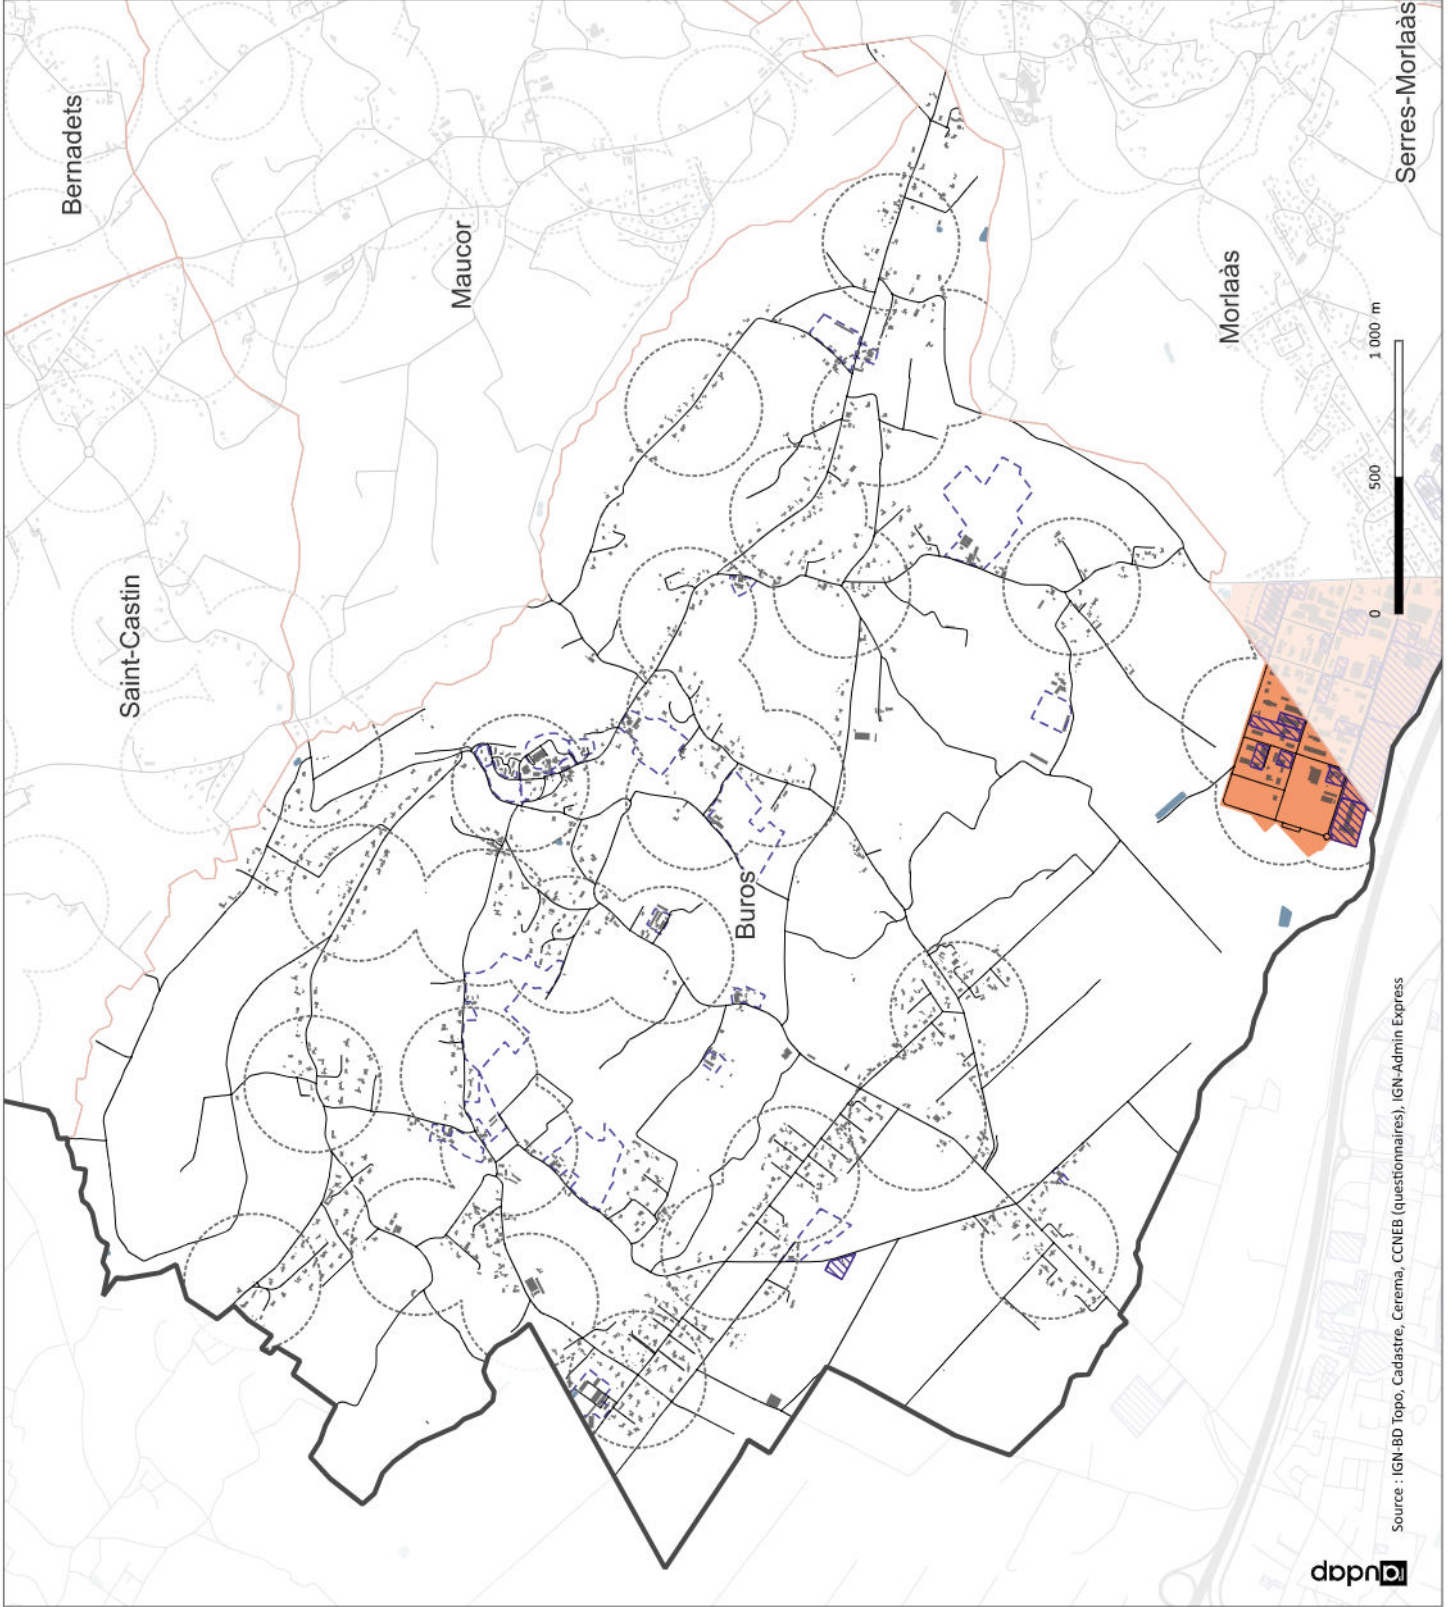 Bernadets
Serres-Morlaàs
Maucor
Morlaàs
Saint-Castin
0 500 1 000 m
Buros
Source : IGN-BD Topo, Cadastre, Cerema, CCNEB (questionnaires), IGN-Admin Express
audap